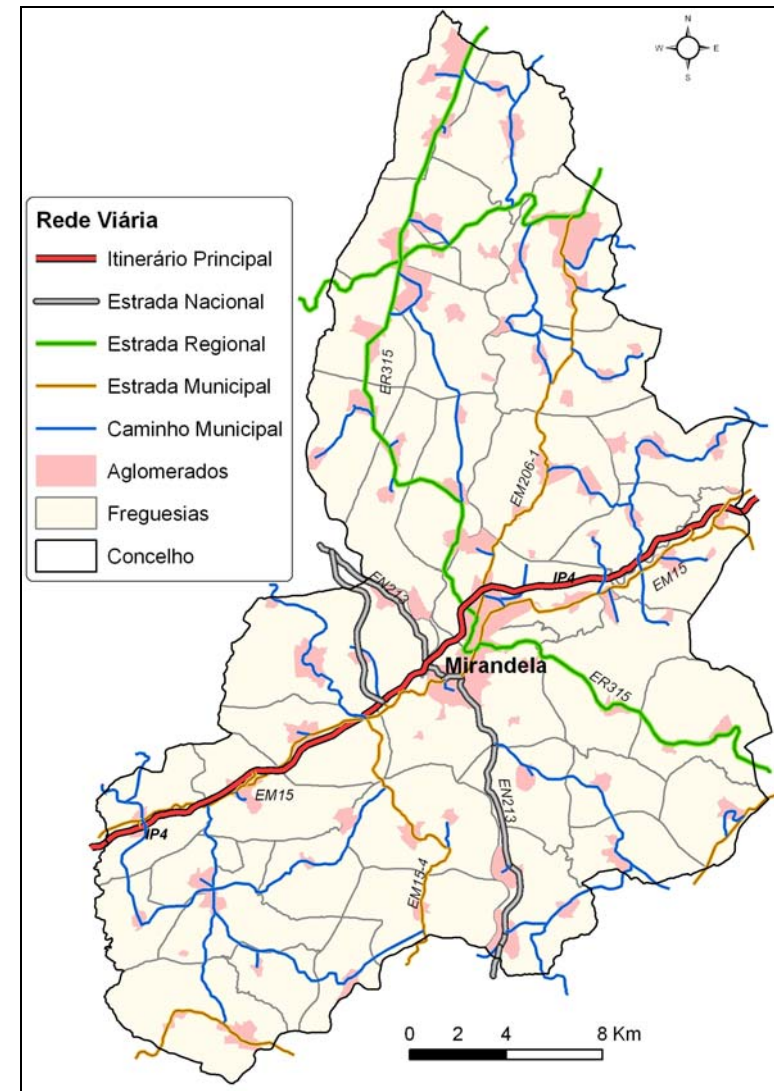 N
W E
S
Rede Viária
Itinerário Principal
Estrada Nacional
Estrada Regional
Estrada Municipal
Caminho Municipal
Aglomerados
Freguesias
Concelho
ER315
EM206-1
IP4
EM15
EN213
Mirandela
ER315
EM15
EN213
IP4
EM15-4
0 2 4 8 Km